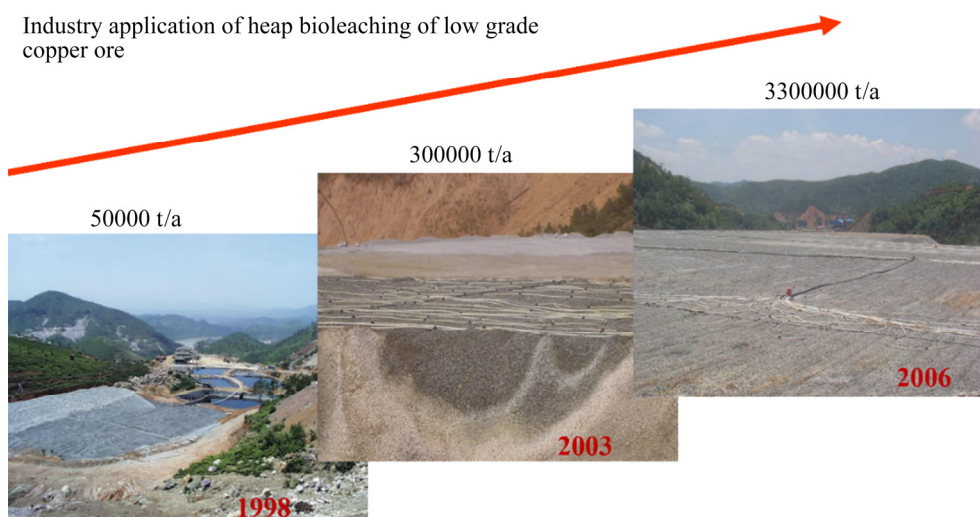 Industry application of heap bioleaching of low grade
copper ore
3300000 t/a
300000 t/a
50000 t/a
2006
2003
1998